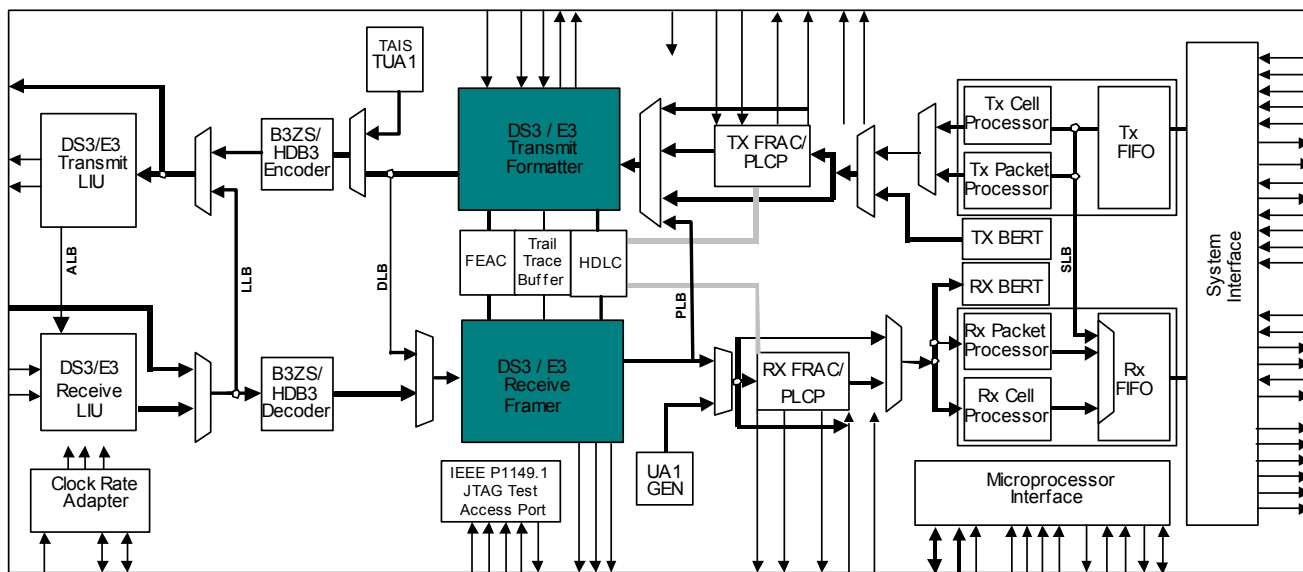 TAIS
TUA1
DS3/E3
Transmit
LIU
B3ZS/
HDB3
Encoder
DS3 / E3
Transmit
Formatter
TX FRAC/
PLCP
Tx Cell
Processor
Tx
FIFO
Tx Packet
Processor
TX BERT
FEAC
Trail
Trace
Buffer
HDLC
ALB
LLB
DLB
PLB
SLB
RX BERT
System
Interface
DS3/E3
Receive
LIU
B3ZS/
HDB3
Decoder
DS3 / E3
Receive
Framer
RX FRAC/
PLCP
Rx Packet
Processor
Rx
FIFO
Rx Cell
Processor
UA1
GEN
Clock Rate
Adapter
IEEE P1149.1
JTAG Test
Access Port
Microprocessor
Interface